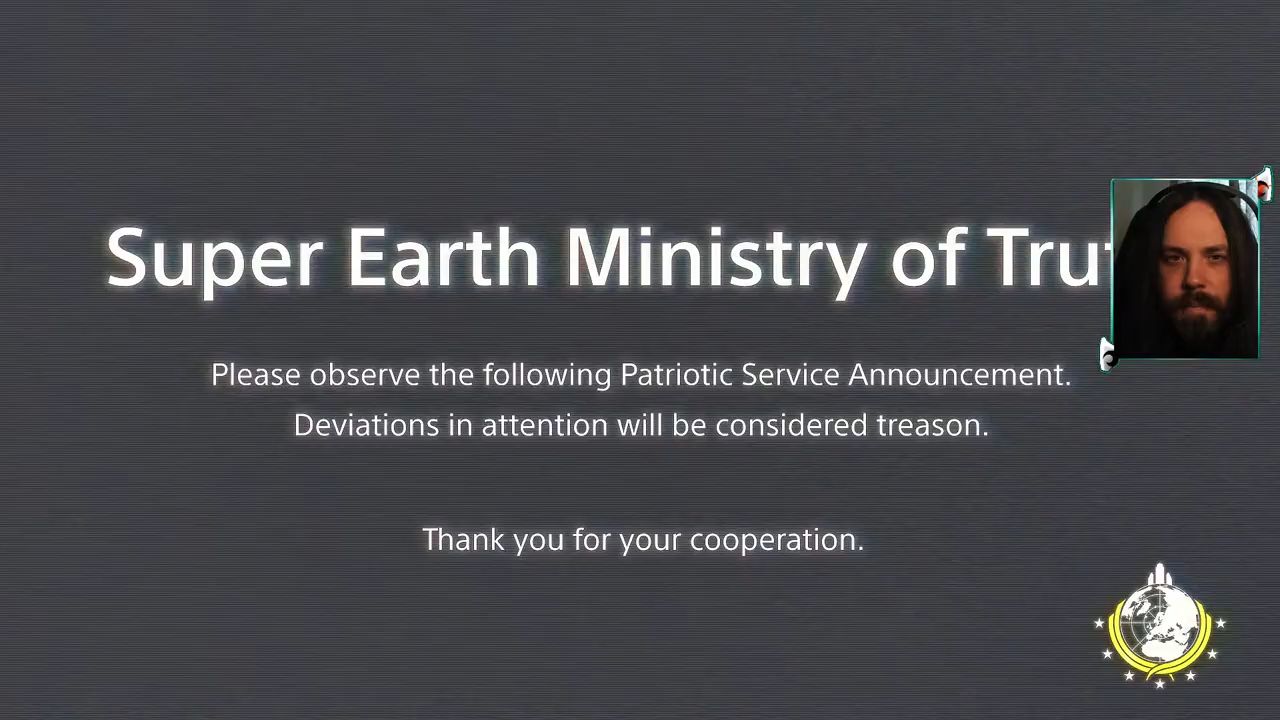 Super Earth Ministry of
Please observe the following Patriotic Service Announcement.
Deviations in attention will be considered treason.
Thank you for your cooperation.